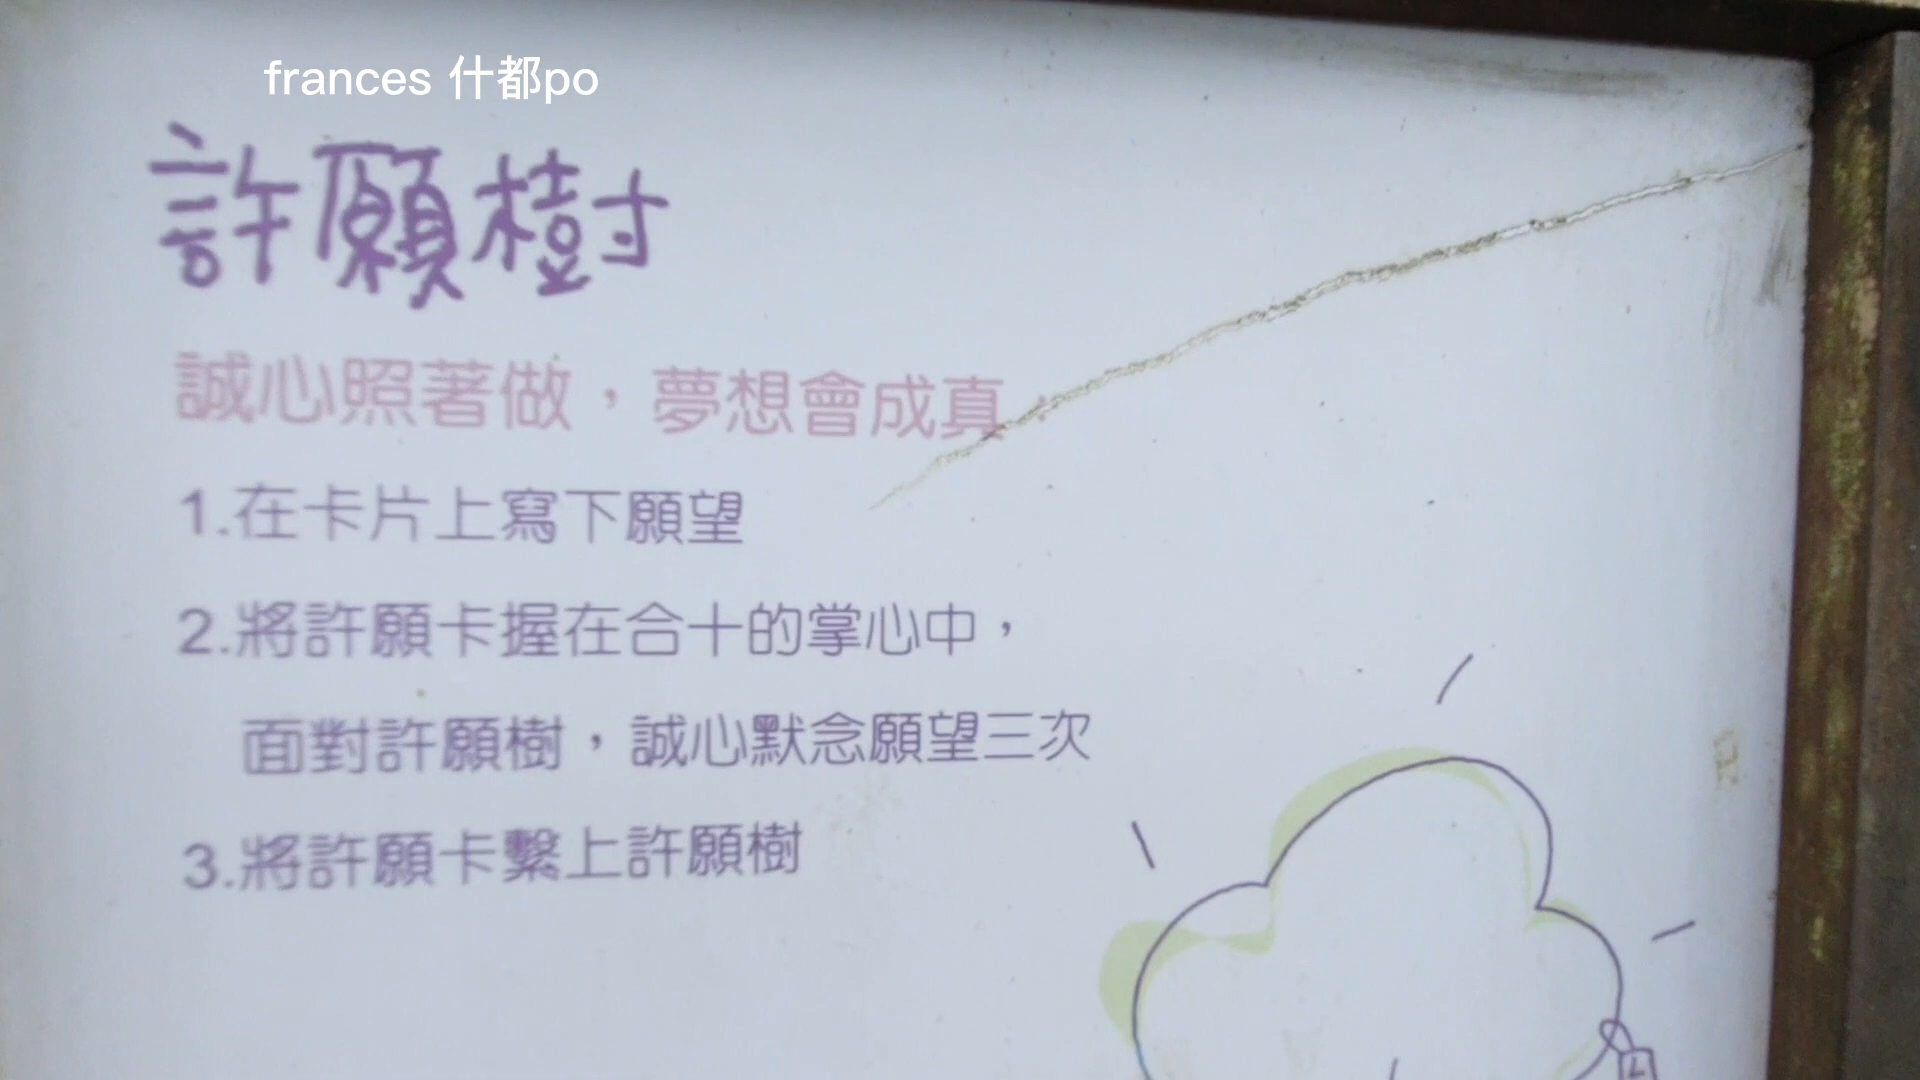 frances 什都po
許願樹
誠心照著做，夢想會成真：
1.在卡片上寫下願望
2.將許願卡握在合十的掌心中，
面對許願樹，誠心默念願望三次
3.將許願卡繫上許願樹